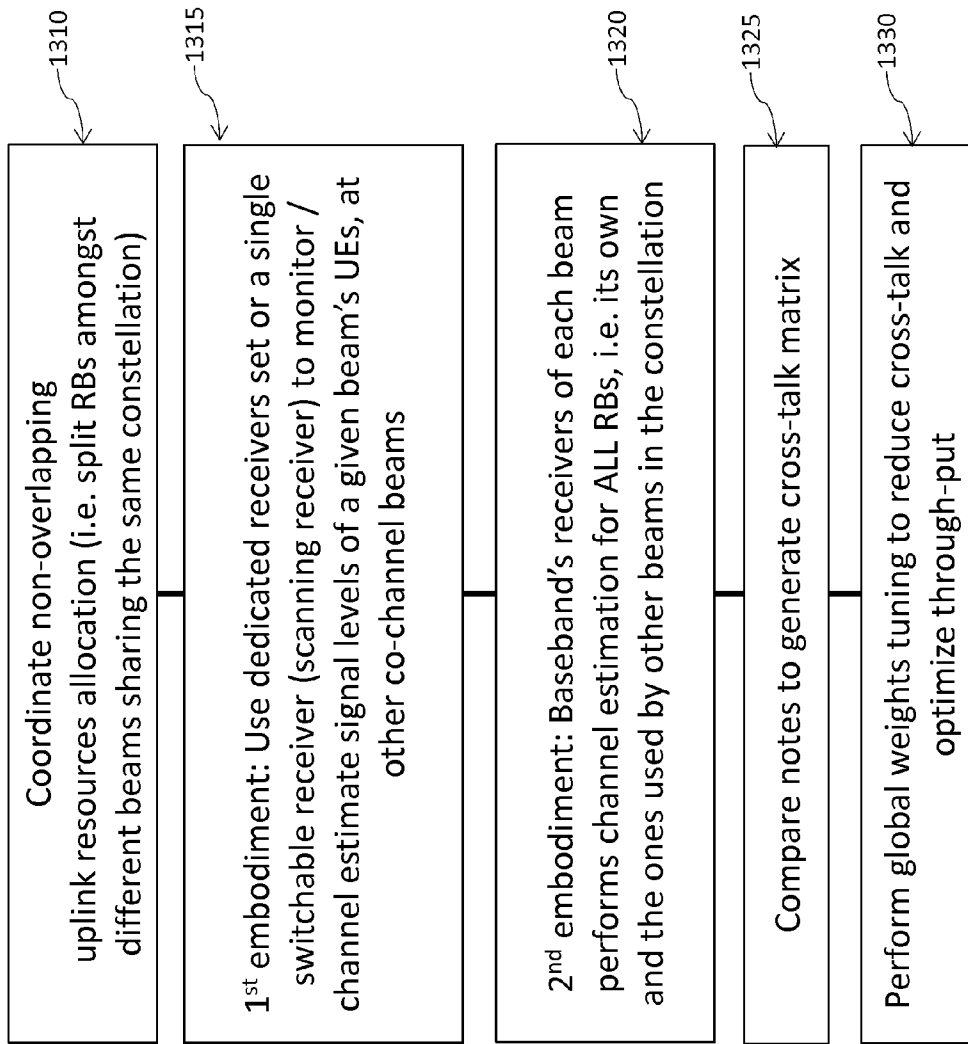 Coordinate non-overlapping
uplink resources allocation (i.e. split RBs amongst
different beams sharing the same constellation)
1310
1st embodiment: Use dedicated receivers set or a single
switchable receiver (scanning receiver) to monitor /
channel estimate signal levels of a given beam's UEs, at
other co-channel beams
1315
2nd embodiment: Baseband's receivers of each beam
performs channel estimation for ALL RBs, i.e. its own
and the ones used by other beams in the constellation
1320
Compare notes to generate cross-talk matrix
1325
Perform global weights tuning to reduce cross-talk and
optimize through-put
1330